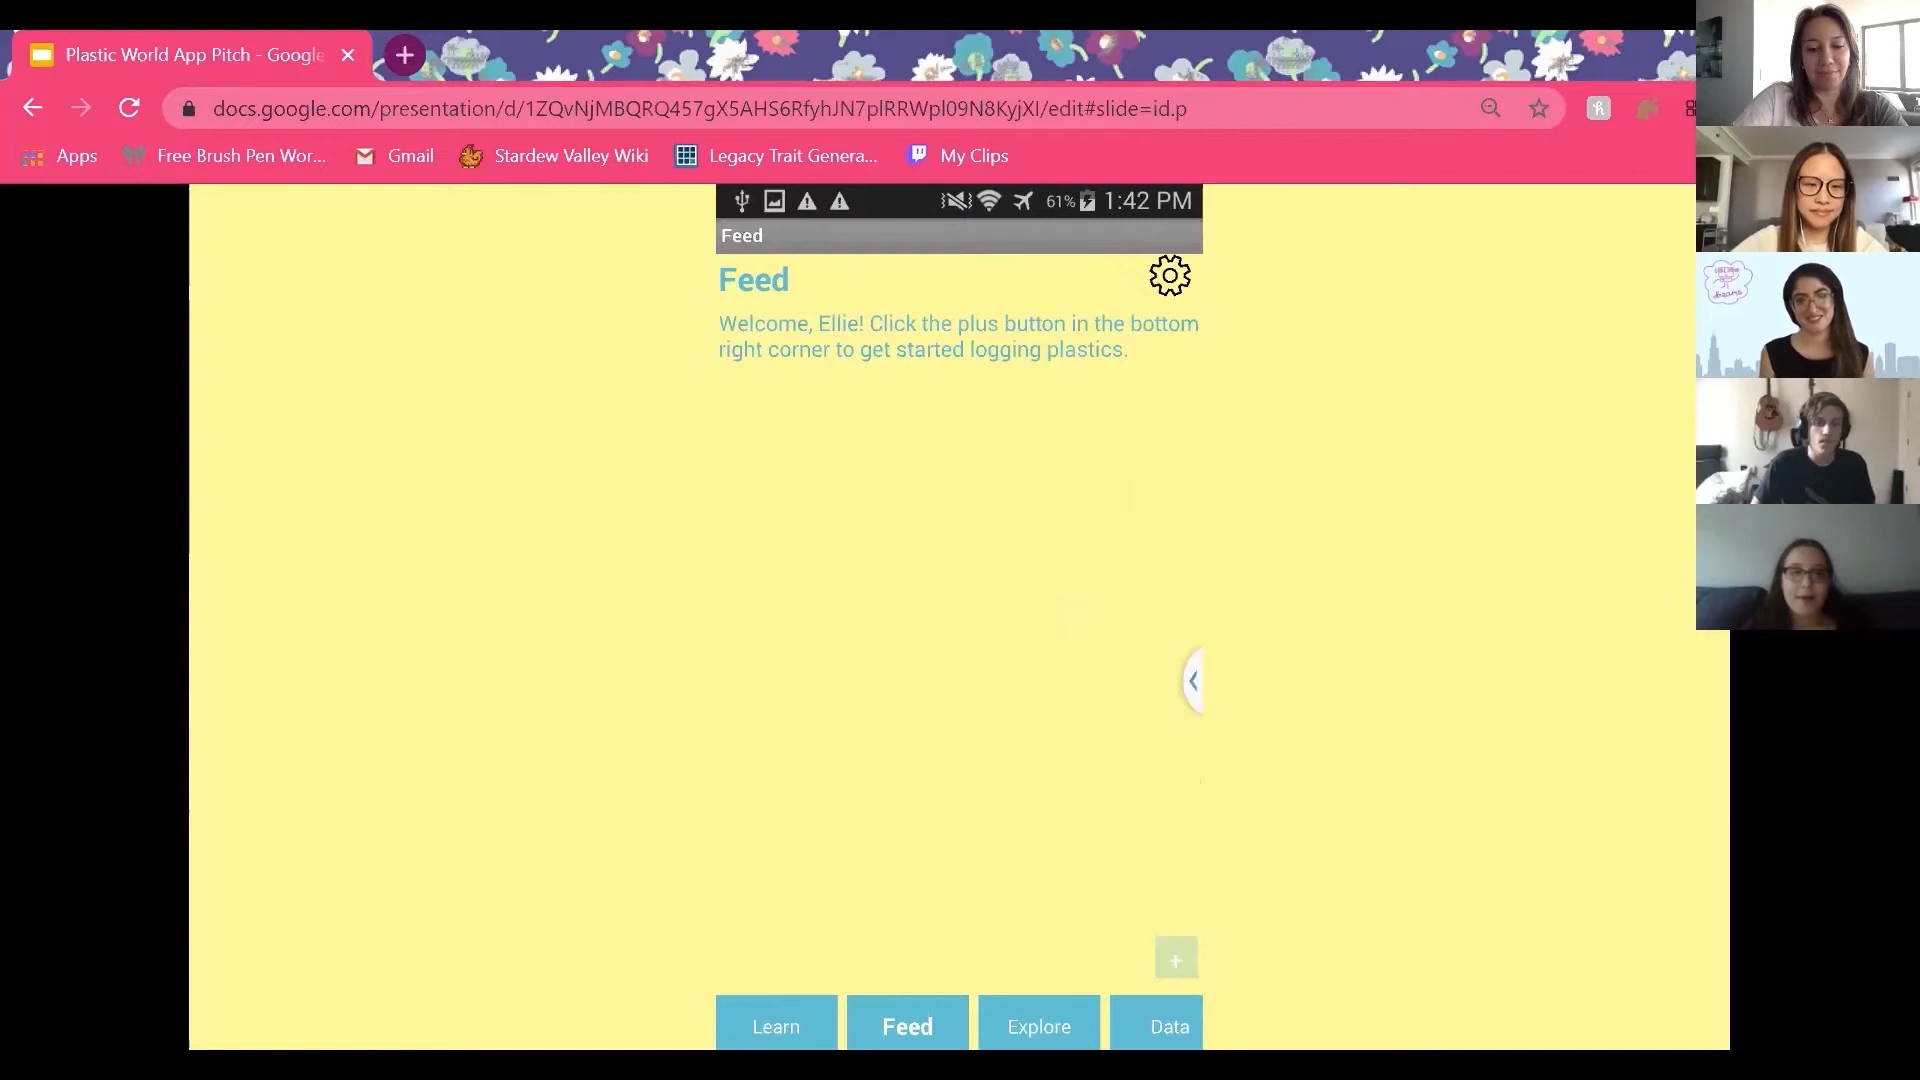 Plastic World App Pitch - Google
docs.google.com/presentation/d/1ZQvNjMBQRQ457gX5AHS6RfyhJN7plRRWpl09N8KyjXI/edit#slide=id.p
Apps
Free Brush Pen Wor...
Gmail
Stardew Valley Wiki
Legacy Trait Genera...
My Clips
61% 1:42 PM
Feed
Feed
Welcome, Ellie! Click the plus button in the bottom
right corner to get started logging plastics.
+
Learn
Feed
Explore
Data